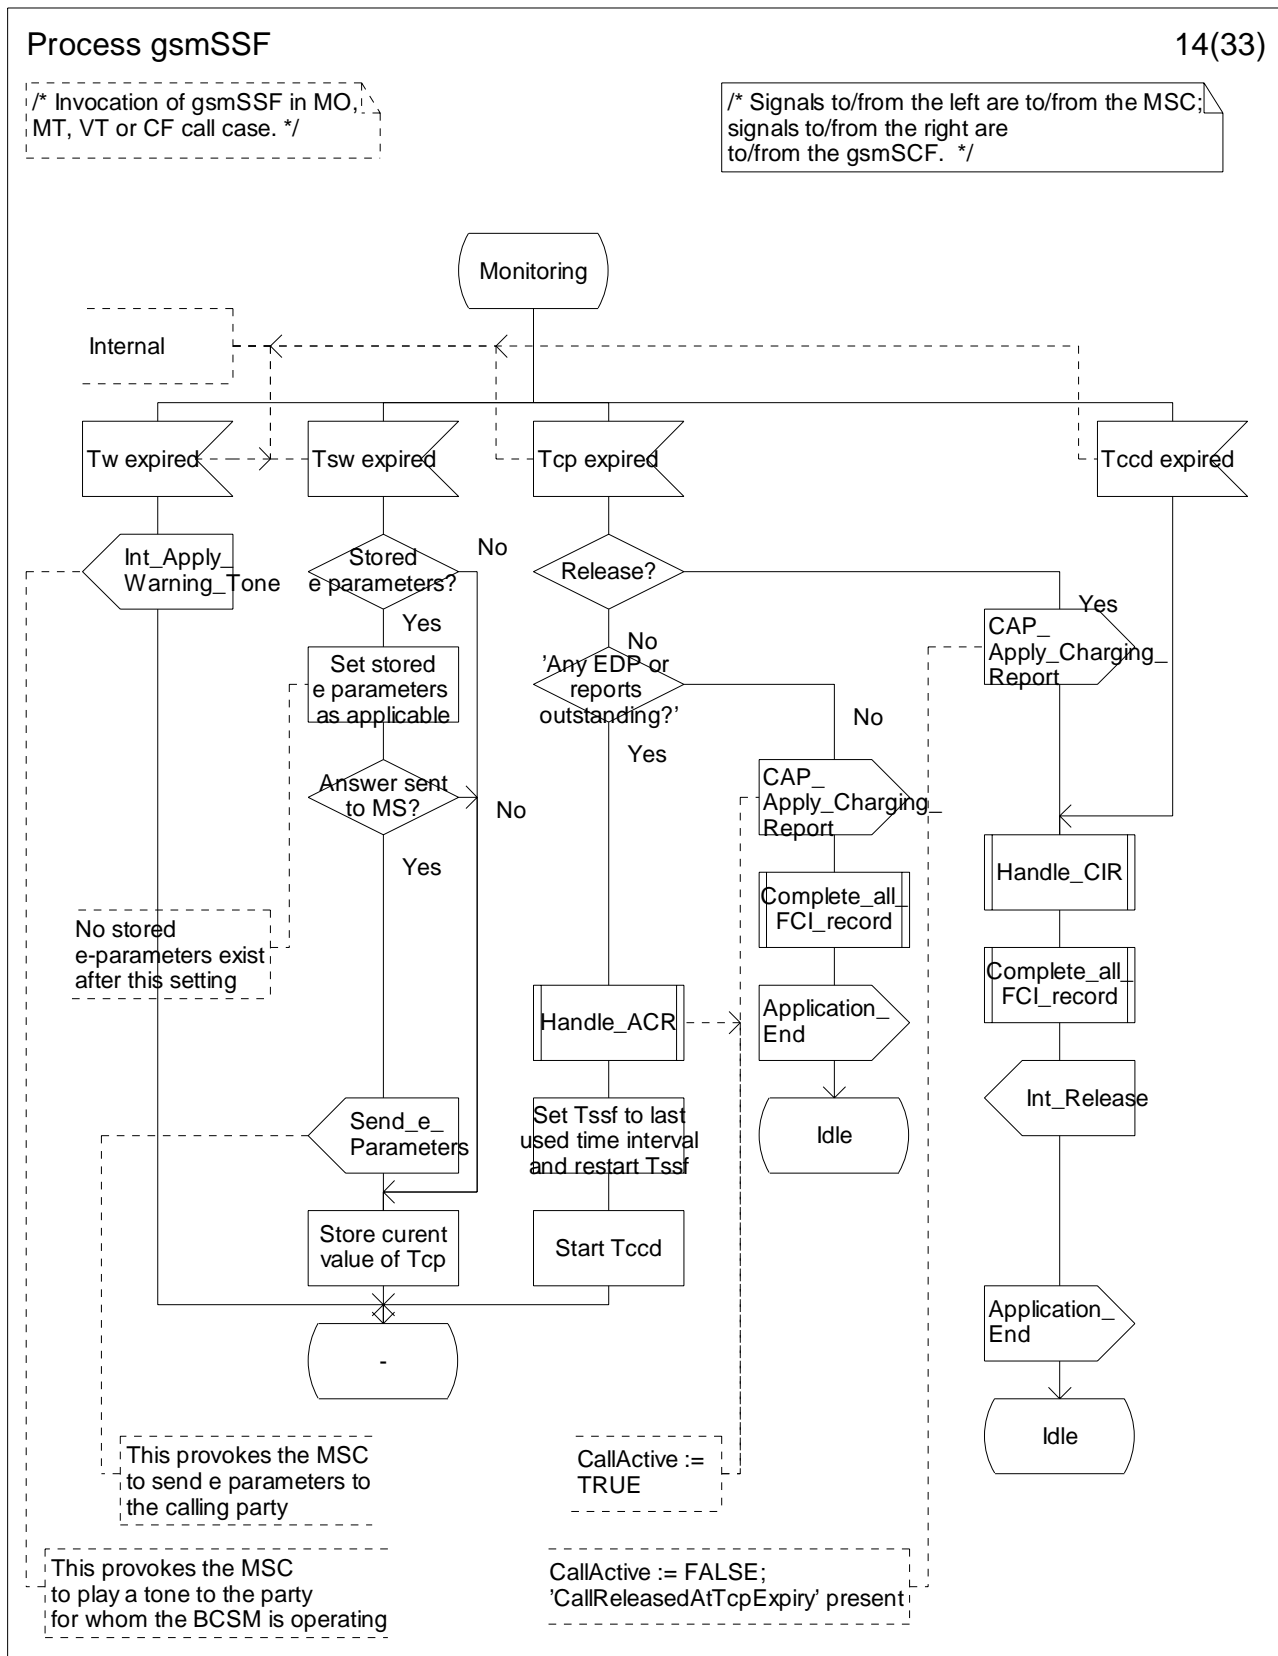 Process gsmSSF
14(33)
/* Invocation of gsmSSF in MO,
MT, VT or CF call case. */
/* Signals to/from the left are to/from the MSC;
signals to/from the right are
to/from the gsmSCF.  */
Monitoring
Internal
Tw expired
Tsw expired
Tcp expired
Tccd expired
Int_Apply_
Warning_Tone
Stored
e parameters?
No
Yes
Release?
No
Yes
CAP_
Apply_Charging_
Report
Set stored
e parameters
as applicable
'Any EDP or
reports
outstanding?'
No
Yes
Answer sent
to MS?
No
Yes
CAP_
Apply_Charging_
Report
Handle_CIR
Complete_all_
FCI_record
No stored
e-parameters exist
after this setting
Complete_all_
FCI_record
Handle_ACR
Application_
End
Int_Release
Send_e_
Parameters
Set Tssf to last
used time interval
and restart Tssf
Idle
Store curent
value of Tcp
Start Tccd
Application_
End
-
Idle
This provokes the MSC
to send e parameters to
the calling party
CallActive :=
TRUE
This provokes the MSC
to play a tone to the party
for whom the BCSM is operating
CallActive := FALSE;
'CallReleasedAtTcpExpiry' present